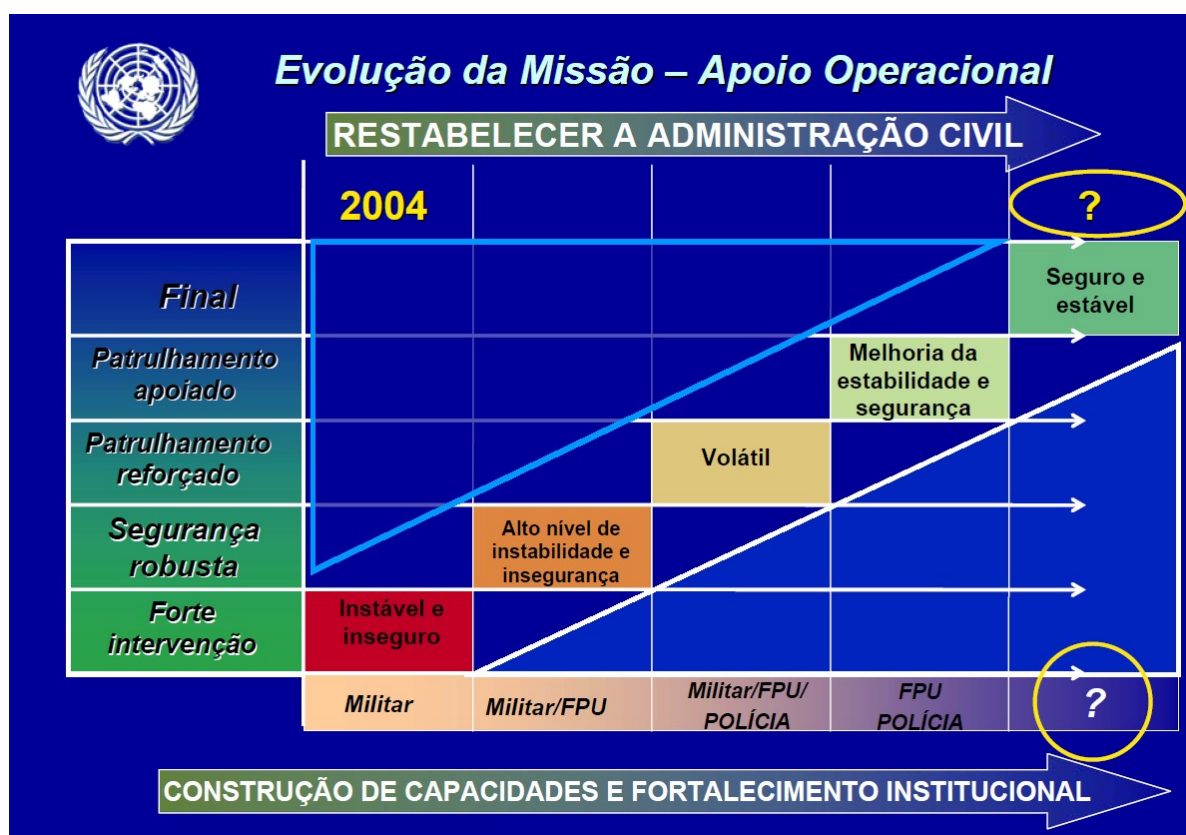 Evolução da Missão – Apoio Operacional
RESTABELECER A ADMINISTRAÇÃO CIVIL
2004
?
Final
Seguro e
estável
Patrulhamento
apoiado
Melhoria da
estabilidade e
segurança
Patrulhamento
reforçado
Volátil
Segurança
robusta
Alto nível de
instabilidade e
insegurança
Forte
intervenção
Instável e
inseguro
Militar
Militar/FPU
Militar/FPU/
POLÍCIA
FPU
POLÍCIA
?
CONSTRUÇÃO DE CAPACIDADES E FORTALECIMENTO INSTITUCIONAL